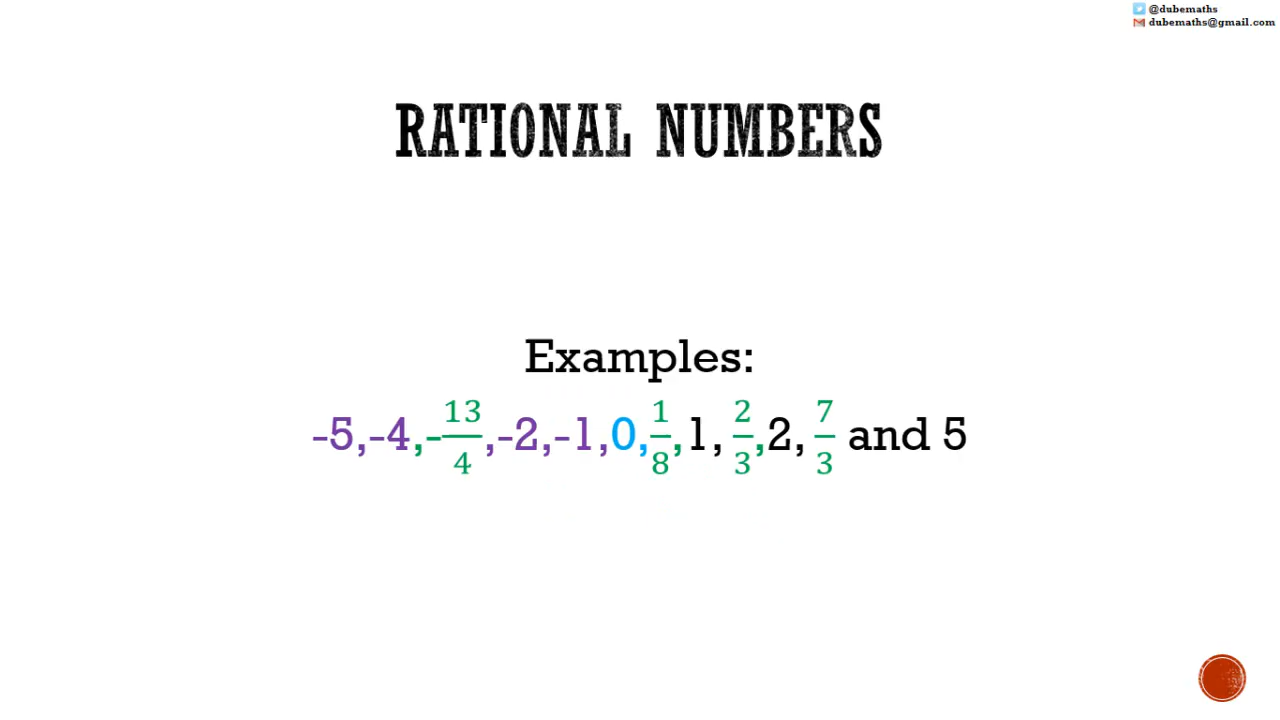 @dubemaths
dubemaths@gmail.com
RATIONAL NUMBERS
Examples:
-5,-4,-13/4,-2,-1,0,1/8,1,2/3,2,7/3 and 5